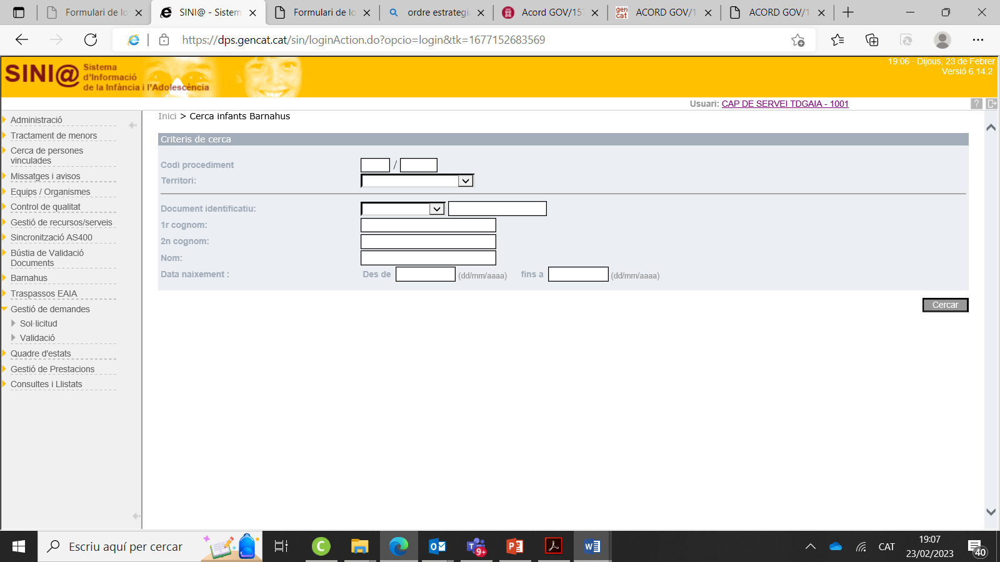 Formulari de lo
SINI@ - Sistem
Formulari de lo
ordre estrategi
Acord GOV/157
ACORD GOV/1
ACORD GOV/1
https://dps.gencat.cat/sin/loginAction.do?opcio=login&tk=1677152683569
SINI@ Sistema
d'Informació
de la Infància i l'Adolescència
19:06 - Dijous, 23 de Febrer
Versió 6.14.2
Usuari: CAP DE SERVEI TDGAIA - 1001
Inici > Cerca infants Barnahus
Administració
Tractament de menors
Cerca de persones
vinculades
Missatges i avisos
Equips / Organismes
Control de qualitat
Gestió de recursos/serveis
Sincronització AS400
Bústia de Validació
Documents
Barnahus
Traspassos EAIA
Gestió de demandes
Sol·licitud
Validació
Quadre d'estats
Gestió de Prestacions
Consultes i Llistats
Criteris de cerca
Codi procediment /
Territori:
Document identificatiu:
1r cognom:
2n cognom:
Nom:
Data naixement : Des de (dd/mm/aaaa) fins a (dd/mm/aaaa)
Cercar
Escriu aquí per cercar
9+
CAT
19:07
23/02/2023
40